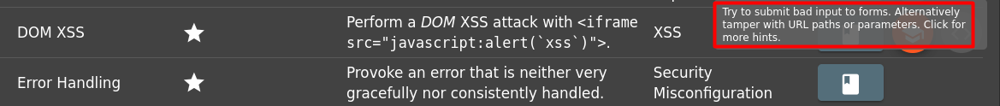 Try to submit bad input to forms. Alternatively
tamper with URL paths or parameters. Click for
more hints.
DOM XSS
Perform a DOM XSS attack with <iframe
src="javascript:alert(`xss`)">.
XSS
Error Handling
Provoke an error that is neither very
gracefully nor consistently handled.
Security
Misconfiguration